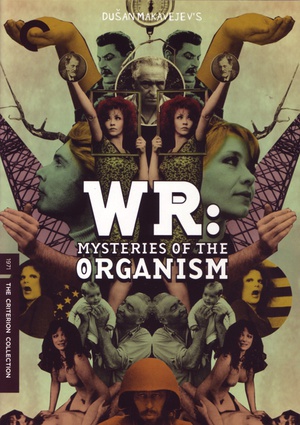 DUŠAN MAKAVEJEV'S
WR:
MYSTERIES OF THE
ORGANISM
1971 THE CRITERION COLLECTION